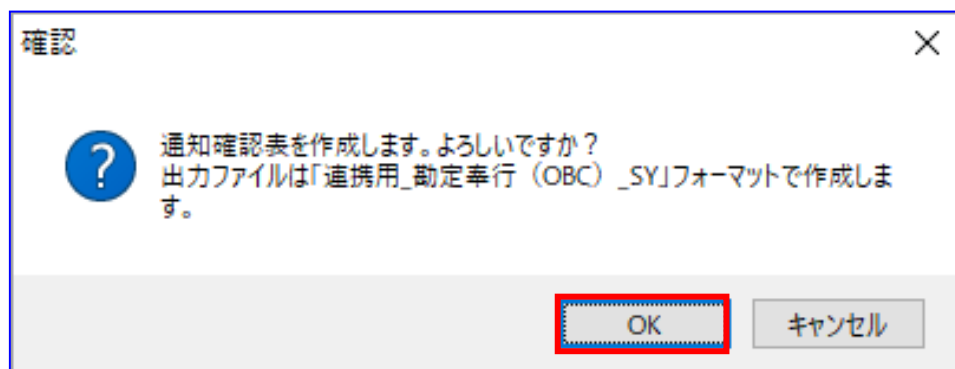 確認
通知確認表を作成します。よろしいですか？
出力ファイルは「連携用_勘定奉行（OBC）_SY」フォーマットで作成しま
す。
OK
キャンセル